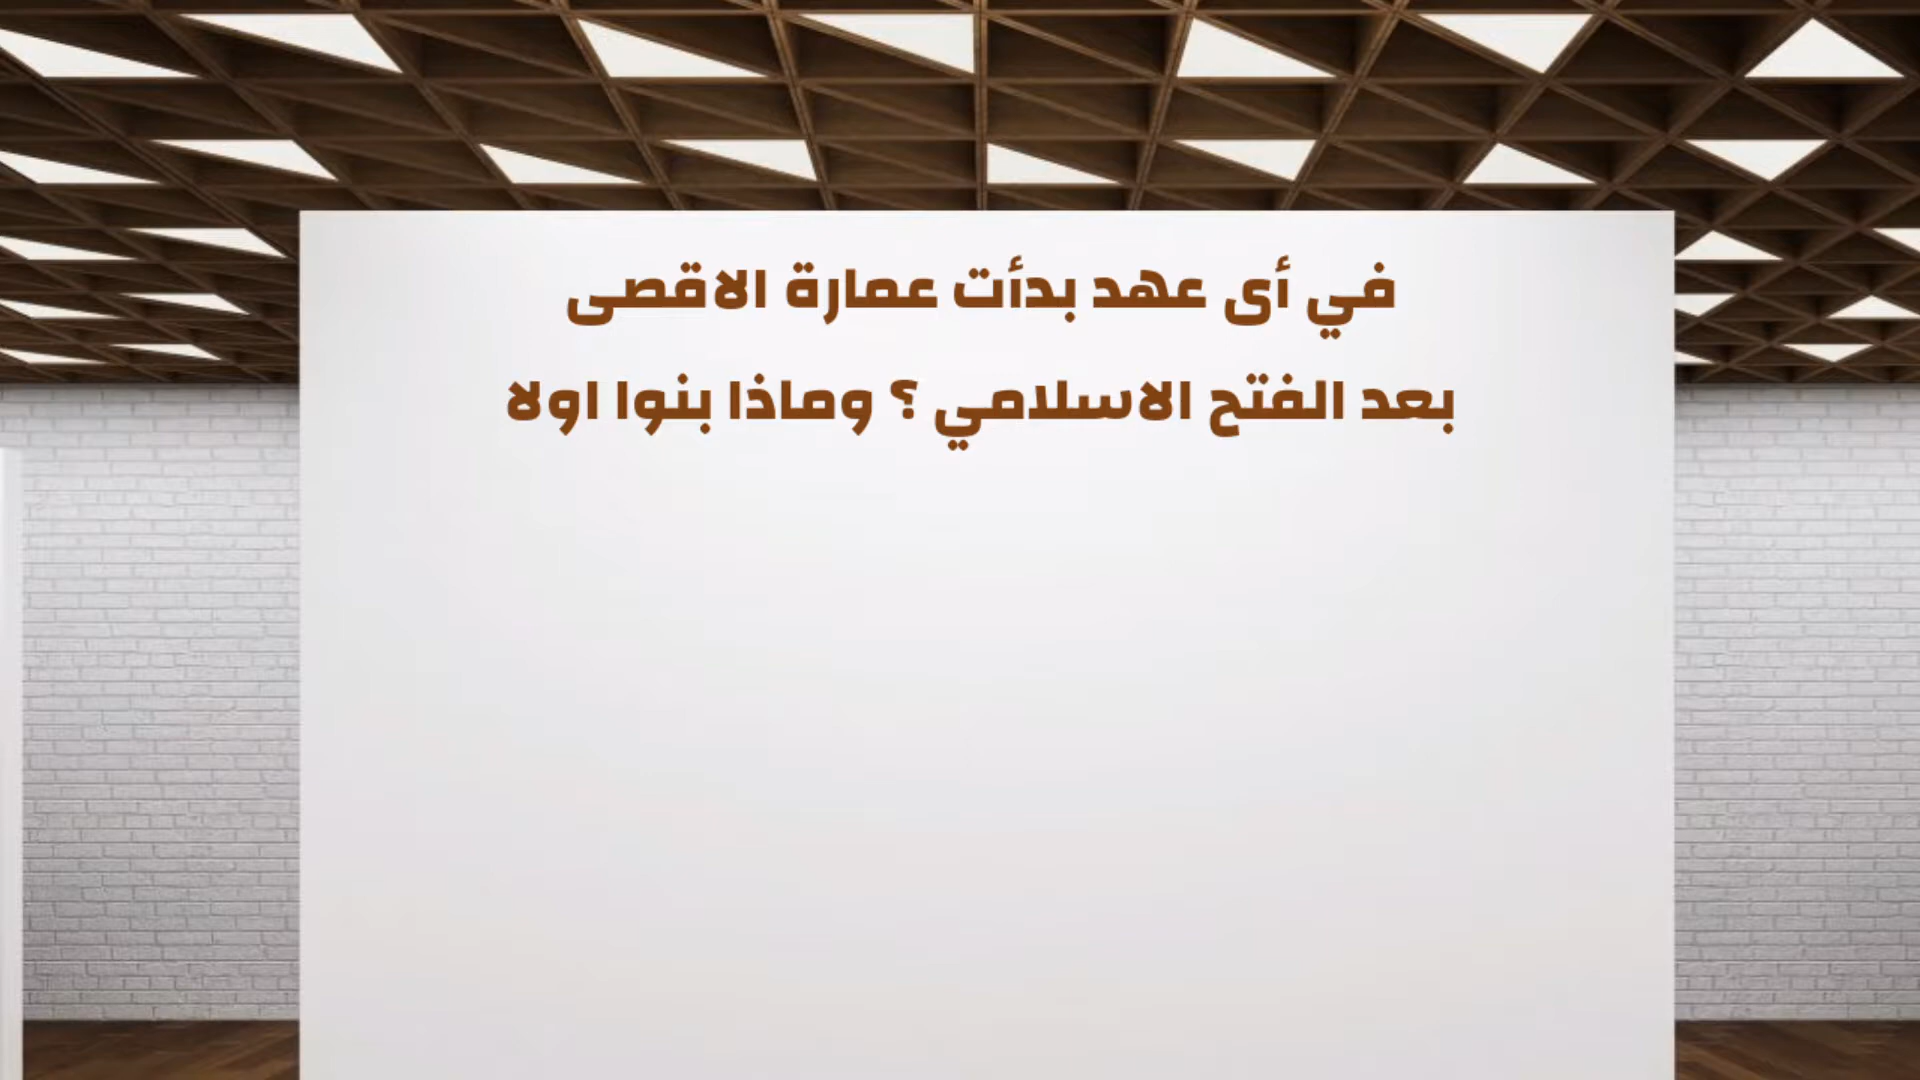 في أى عهد بدأت عمارة الاقصى
بعد الفتح الاسلامي ؟ وماذا بنوا اولا